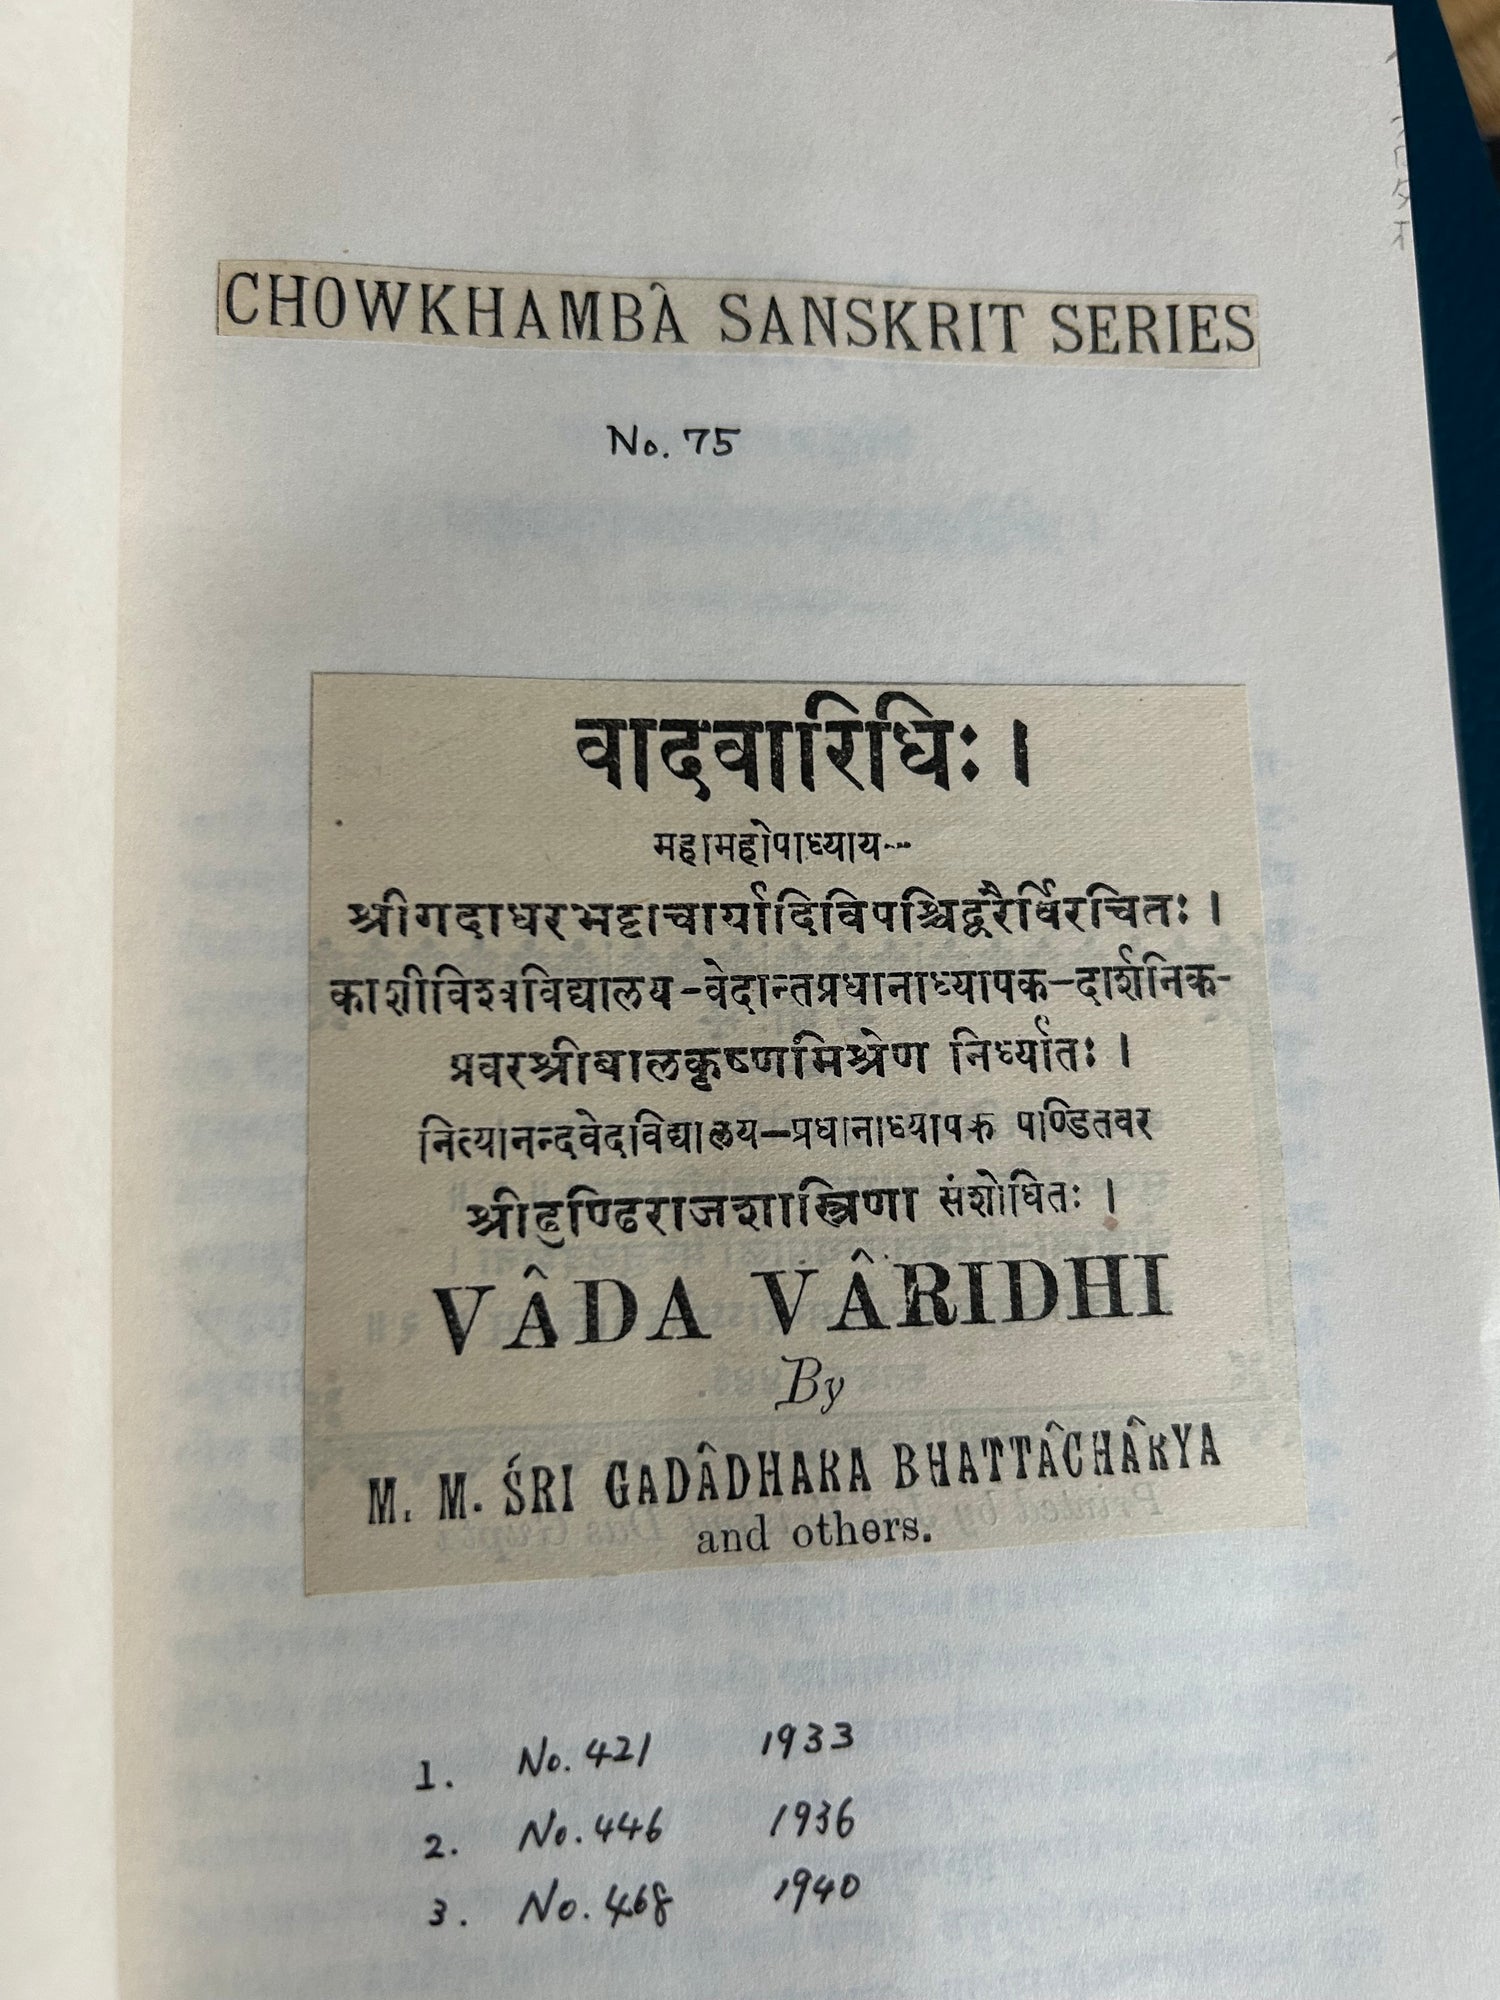 CHOWKHAMBÂ SANSKRIT SERIES
No. 75
वादवारिधिः ।
महामहोपाध्याय---
श्रीगदाधरभट्टाचार्यादिविपश्चिद्वरैर्विरचितः ।
काशीविश्वविद्यालय-वेदान्तप्रधानाध्यापक-दार्शनिक-
प्रवरश्रीबालकृष्णमिश्रेण निर्ध्यातः ।
नित्यानन्दवेदाविद्यालय-प्रधानाध्यापक पाण्डितवर
श्रीढुण्ढिराजशास्त्रिणा संशोधितः ।
VÂDA VÂRIDHI
By
M. M. ŚRI GADÂDHARA BHATTÂCHÂRYA
and others.
1. No. 421 1933
2. No. 446 1936
3. No. 468 1940